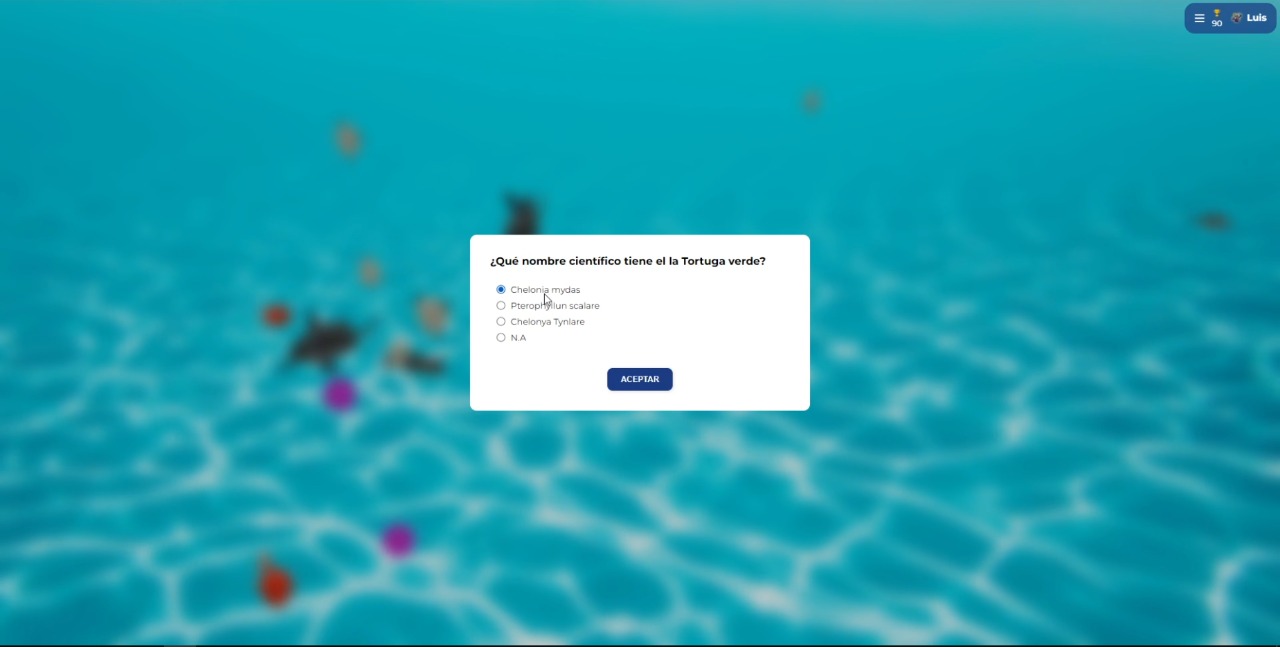 90
Luis
¿Qué nombre científico tiene el la Tortuga verde?
Chelonia mydas
Pterophyllun scalare
Chelonya Tynlare
N.A
ACEPTAR